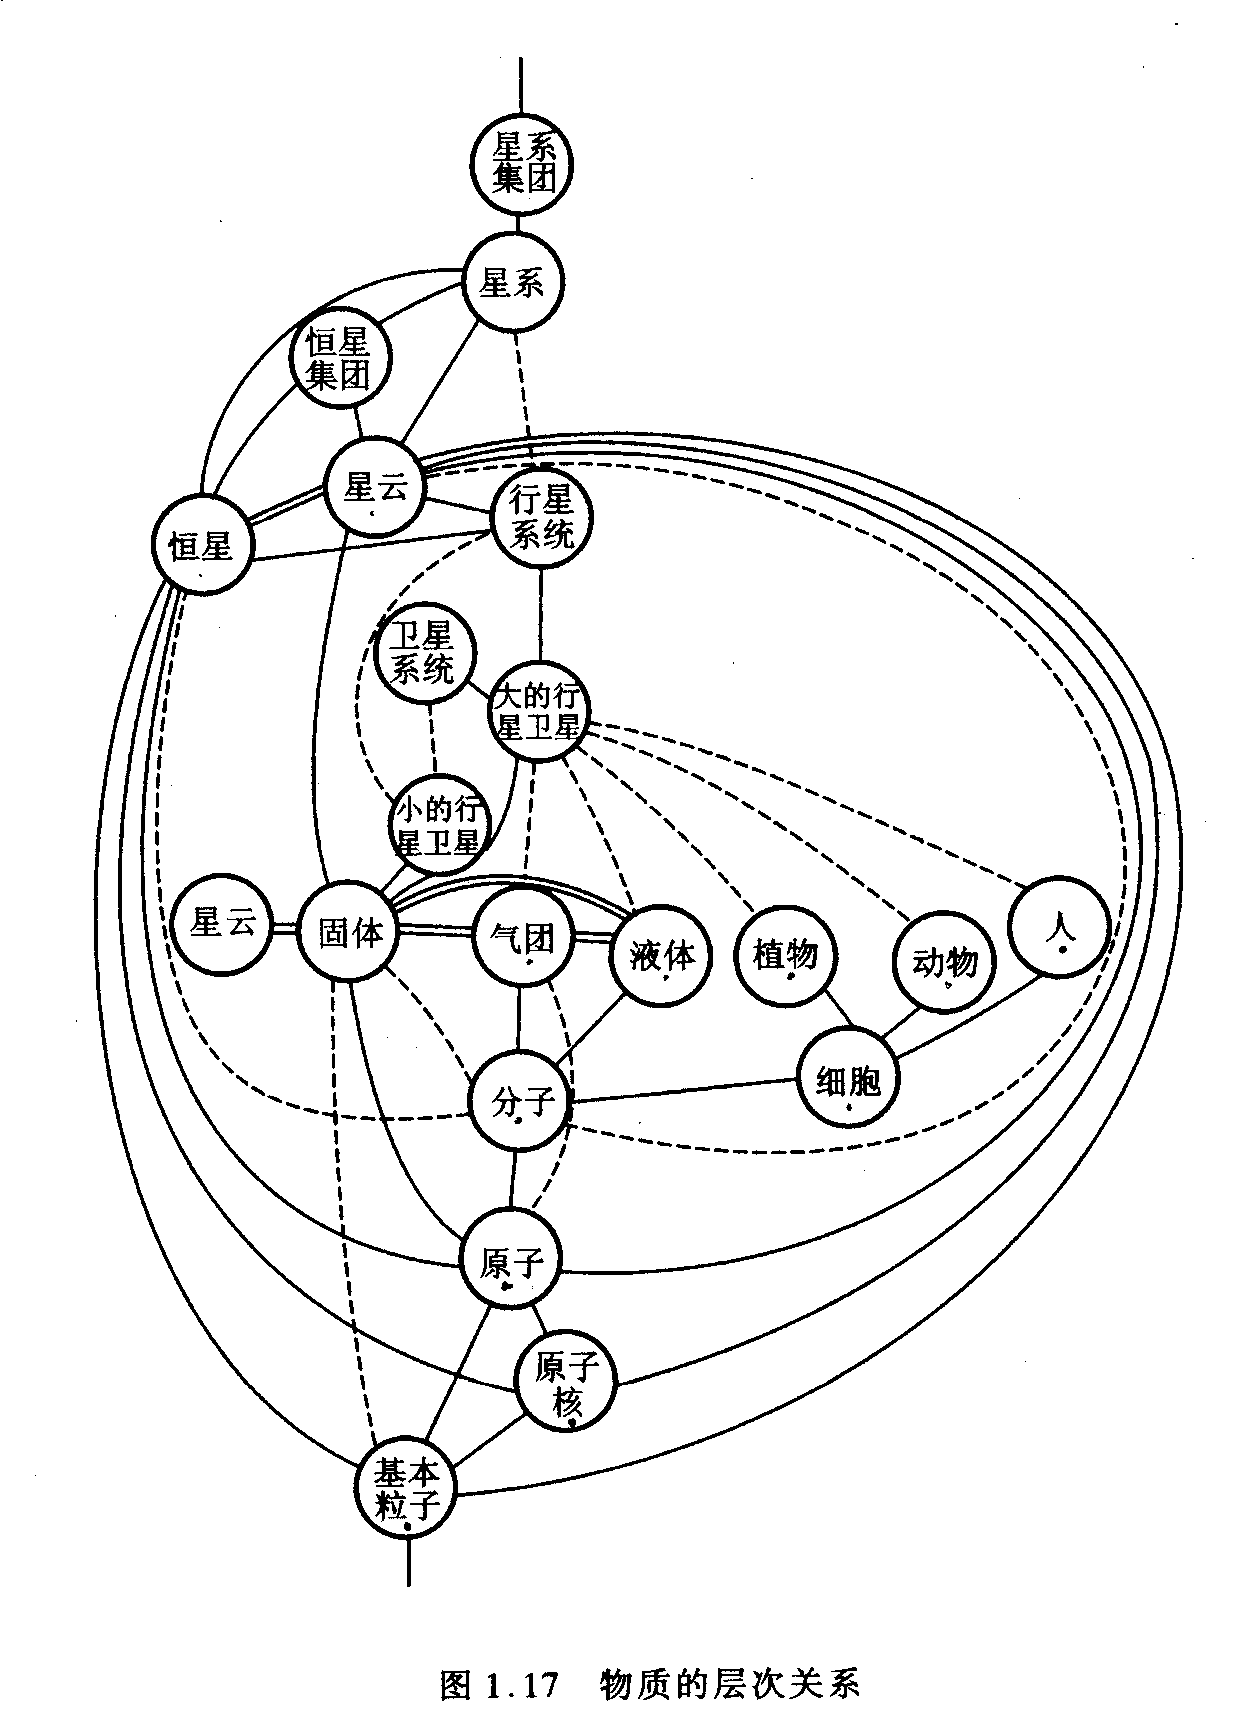 星系
集团
星系
恒星
集团
星云
行星
系统
恒星
卫星
系统
大的行
星卫星
小的行
星卫星
星云
固体
气团
液体
植物
动物
人
细胞
分子
原子
原子
核
基本
粒子
图 1.17 物质的层次关系